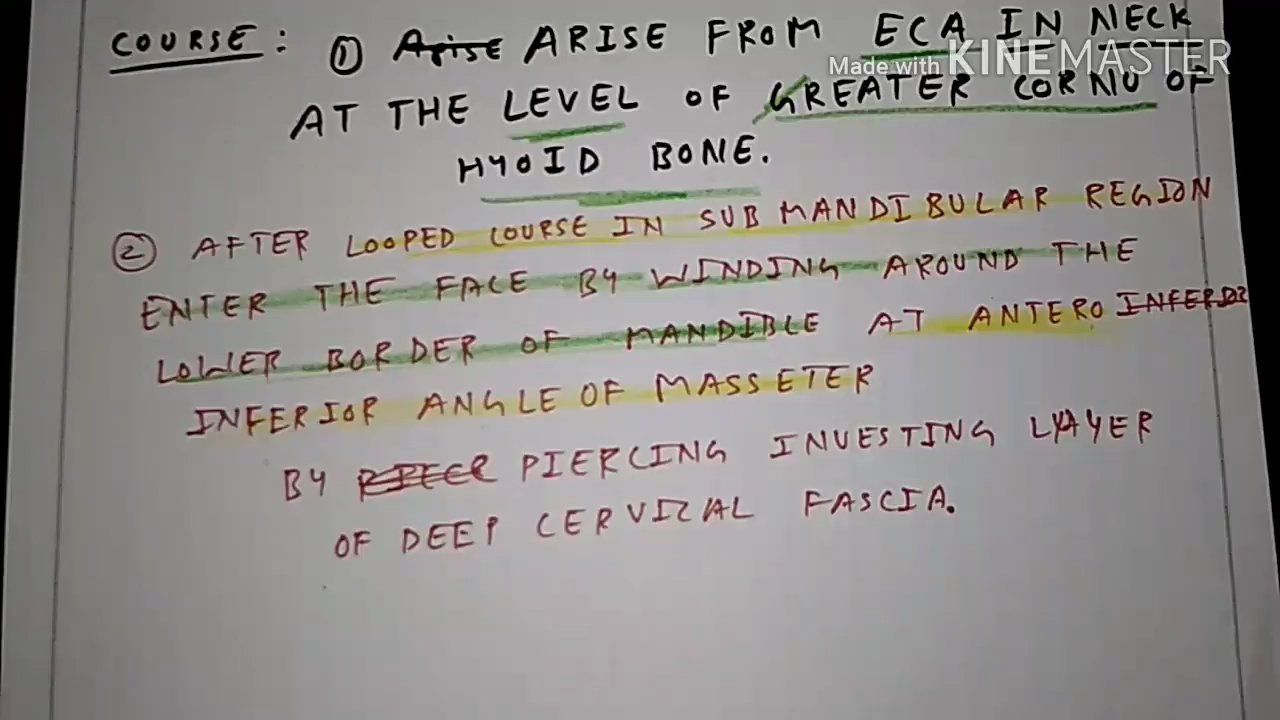 COURSE : ① Arise ARISE FROM ECA IN NECK
Made with KINEMASTER
AT THE LEVEL OF GREATER CORNU OF
HYOID BONE.
② AFTER LOOPED COURSE IN SUBMANDIBULAR REGION
ENTER THE FACE BY WINDING AROUND THE
LOWER BORDER OF MANDIBLE AT ANTERO
INFERIOR ANGLE OF MASSETER
BY PIERCING INVESTING LYAYER
OF DEEP CERVICAL FASCIA.